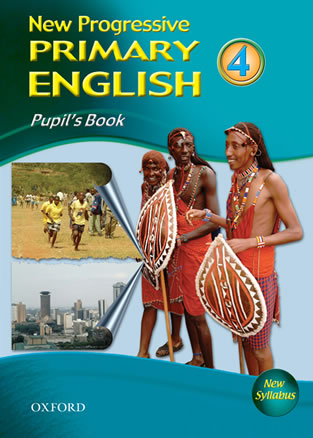 New Progressive
PRIMARY
ENGLISH
4
Pupil's Book
New
Syllabus
OXFORD